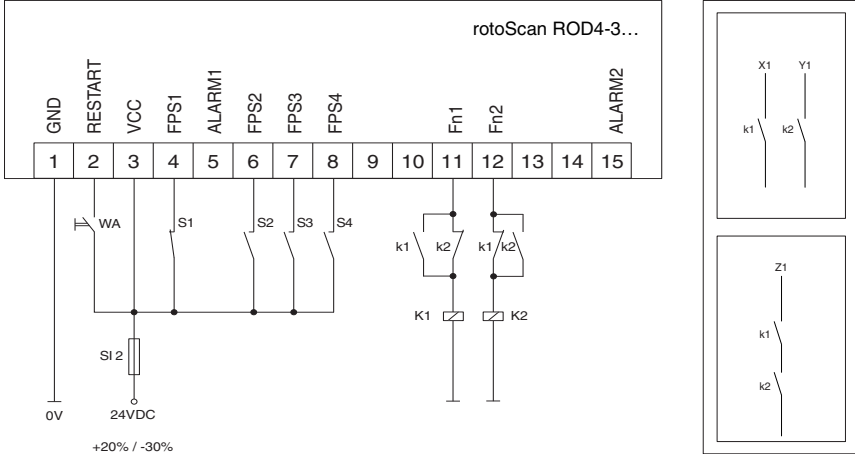 rotoScan ROD4-3…
GND RESTART VCC FPS1 ALARM1 FPS2 FPS3 FPS4 Fn1 Fn2 ALARM2
1 2 3 4 5 6 7 8 9 10 11 12 13 14 15
WA S1 S2 S3 S4
k1 k2 k1 k2
K1 K2
SI 2
0V 24VDC
+20% / -30%
X1 Y1
k1 k2
Z1
k1
k2